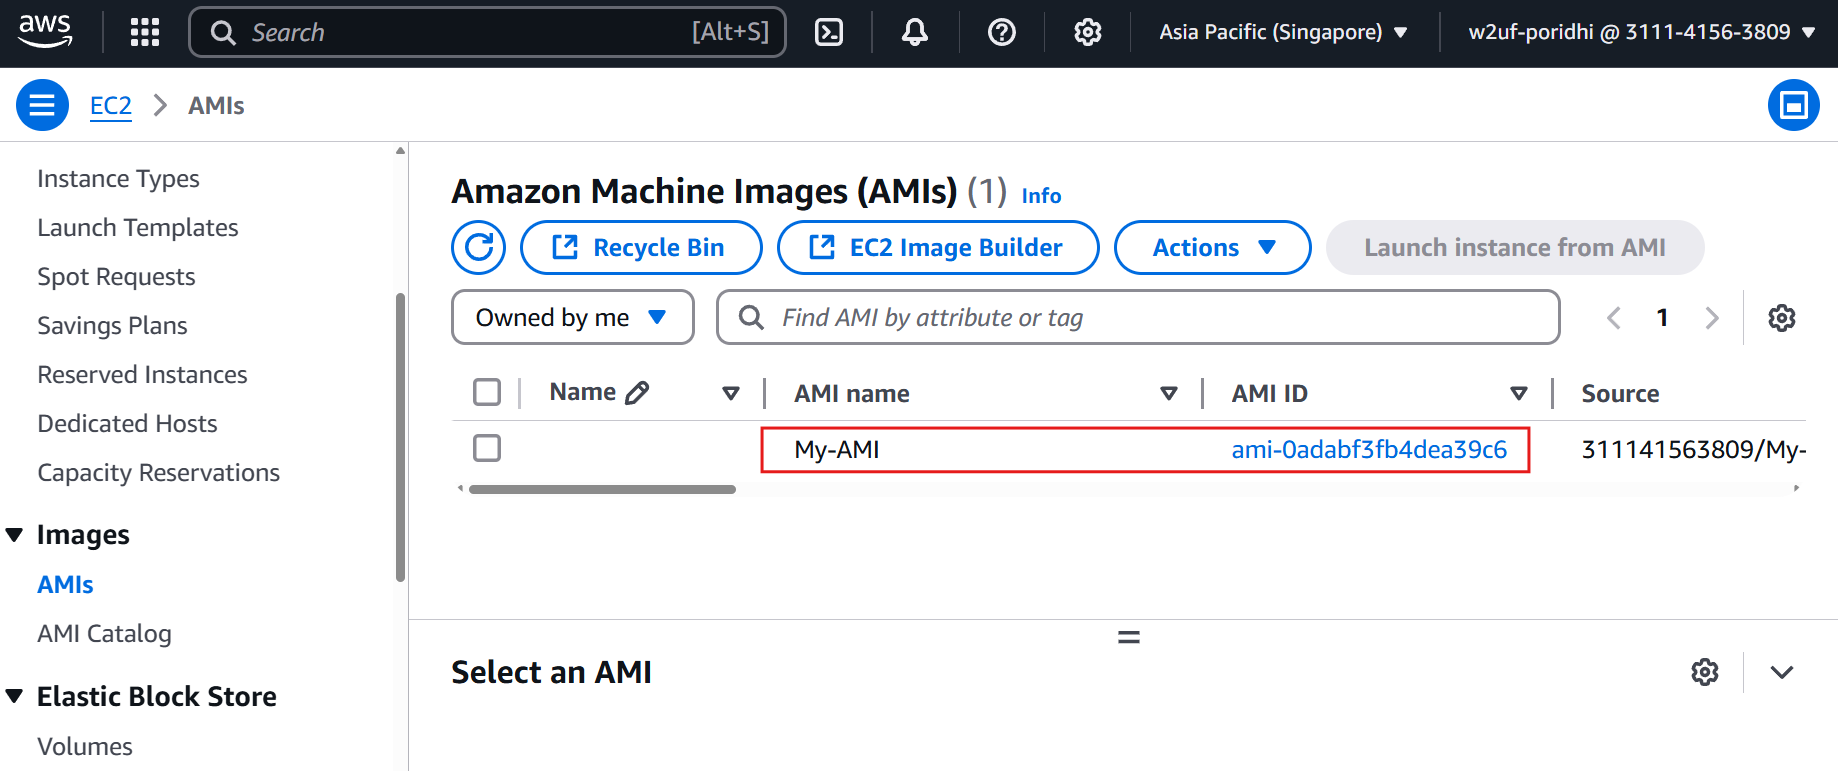 aws
Search [Alt+S]
Asia Pacific (Singapore)
w2uf-poridhi @ 3111-4156-3809
EC2 > AMIs
Instance Types
Launch Templates
Spot Requests
Savings Plans
Reserved Instances
Dedicated Hosts
Capacity Reservations
Images
AMIs
AMI Catalog
Elastic Block Store
Volumes
Amazon Machine Images (AMIs) (1) Info
Recycle Bin
EC2 Image Builder
Actions
Launch instance from AMI
Owned by me
Find AMI by attribute or tag
1
Name AMI name AMI ID Source
My-AMI ami-0adabf3fb4dea39c6 311141563809/My-
Select an AMI